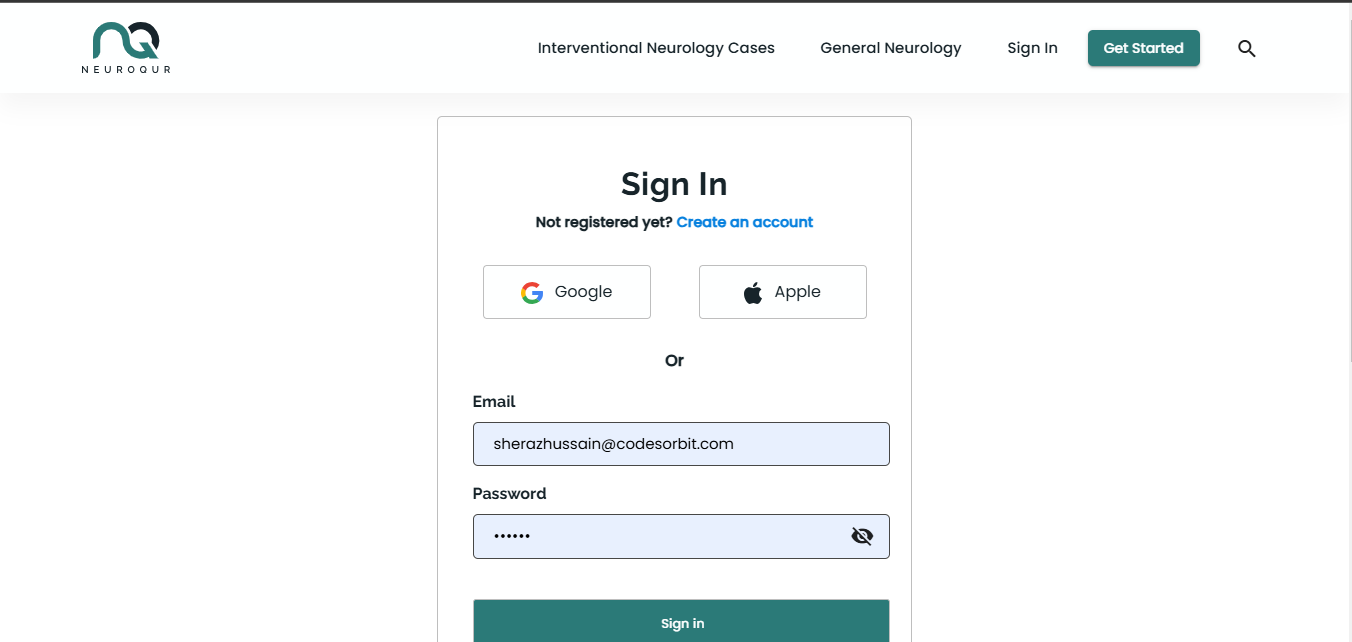 NEUROQUR
Interventional Neurology Cases General Neurology Sign In Get Started
Sign In
Not registered yet? Create an account
Google Apple
Or
Email
sherazhussain@codesorbit.com
Password
••••••
Sign in